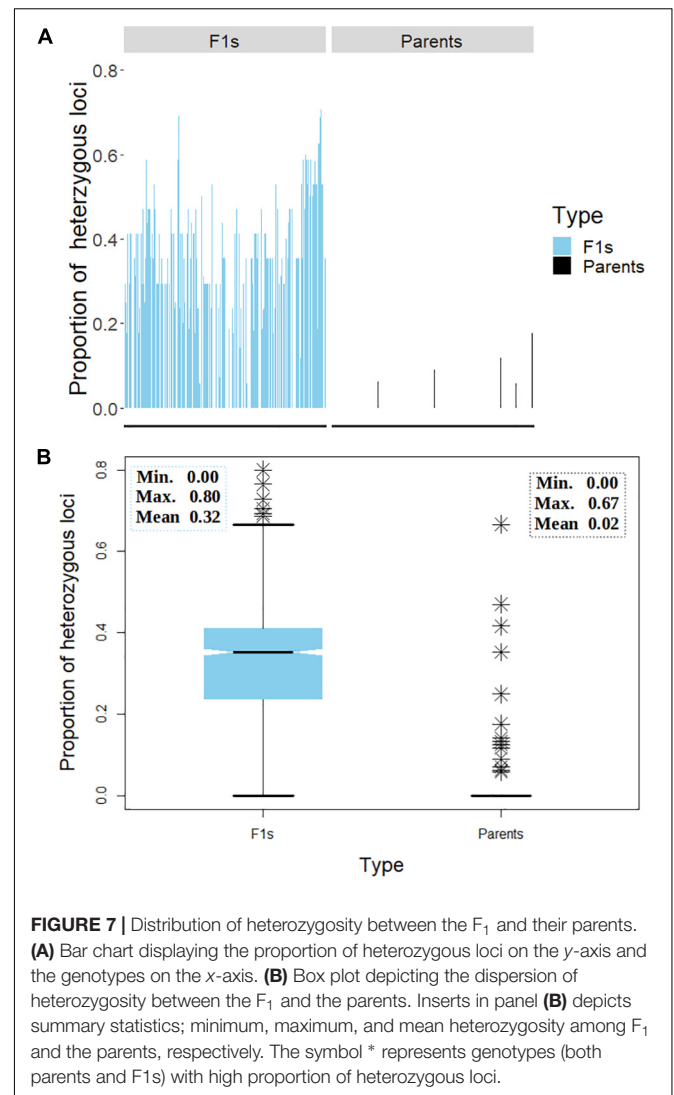 A
F1s Parents
Proportion of heterzygous loci
0.8
0.6
0.4
0.2
0.0
Type
F1s
Parents
B
Proportion of heterozygous loci
0.8
0.6
0.4
0.2
0.0
Min. 0.00
Max. 0.80
Mean 0.32
Min. 0.00
Max. 0.67
Mean 0.02
F1s Parents
Type
FIGURE 7 | Distribution of heterozygosity between the F1 and their parents.
(A) Bar chart displaying the proportion of heterozygous loci on the y-axis and
the genotypes on the x-axis. (B) Box plot depicting the dispersion of
heterozygosity between the F1 and the parents. Inserts in panel (B) depicts
summary statistics; minimum, maximum, and mean heterozygosity among F1
and the parents, respectively. The symbol * represents genotypes (both
parents and F1s) with high proportion of heterozygous loci.